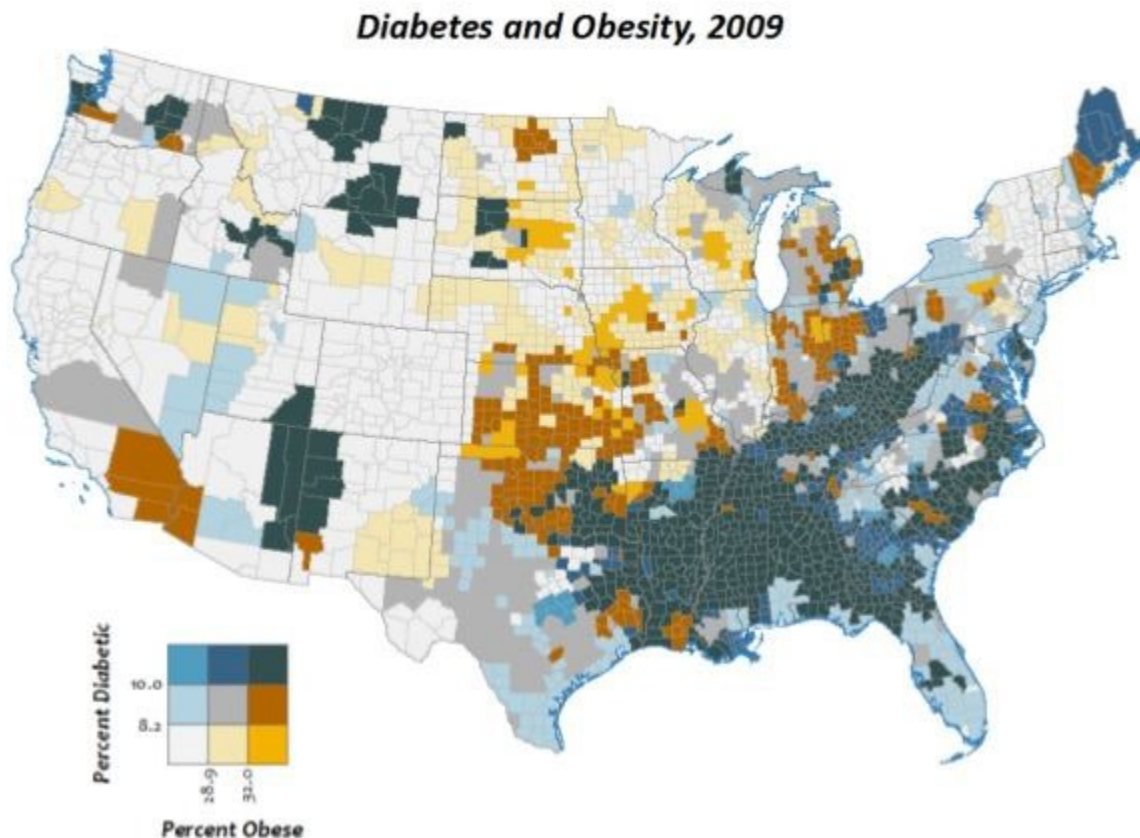 Diabetes and Obesity, 2009
Percent Diabetic
10.0
8.2
28.9
32.0
Percent Obese